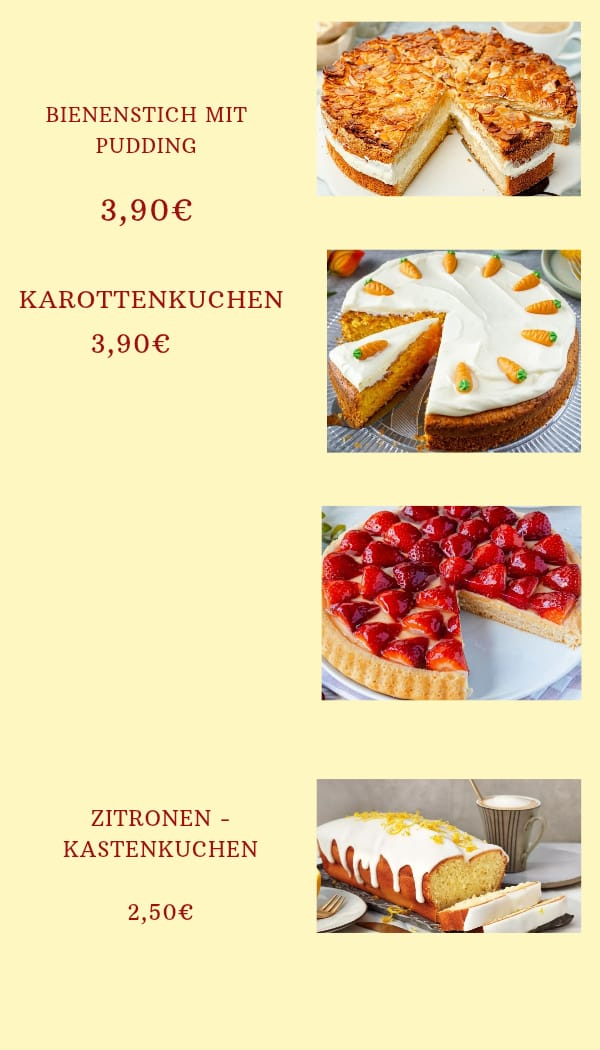 BIENENSTICH MIT
PUDDING
3,90€
KAROTTENKUCHEN
3,90€
ZITRONEN -
KASTENKUCHEN
2,50€